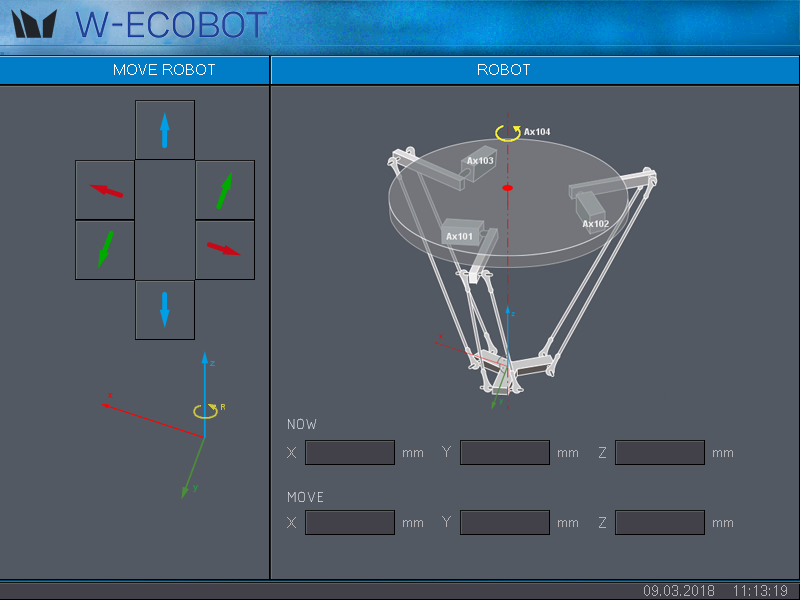 W-ECOBOT
MOVE ROBOT
ROBOT
Ax104
Ax103
Ax102
Ax101
z
x
y
z
R
x
y
NOW
X mm Y mm Z mm
MOVE
X mm Y mm Z mm
09.03.2018 11:13:19